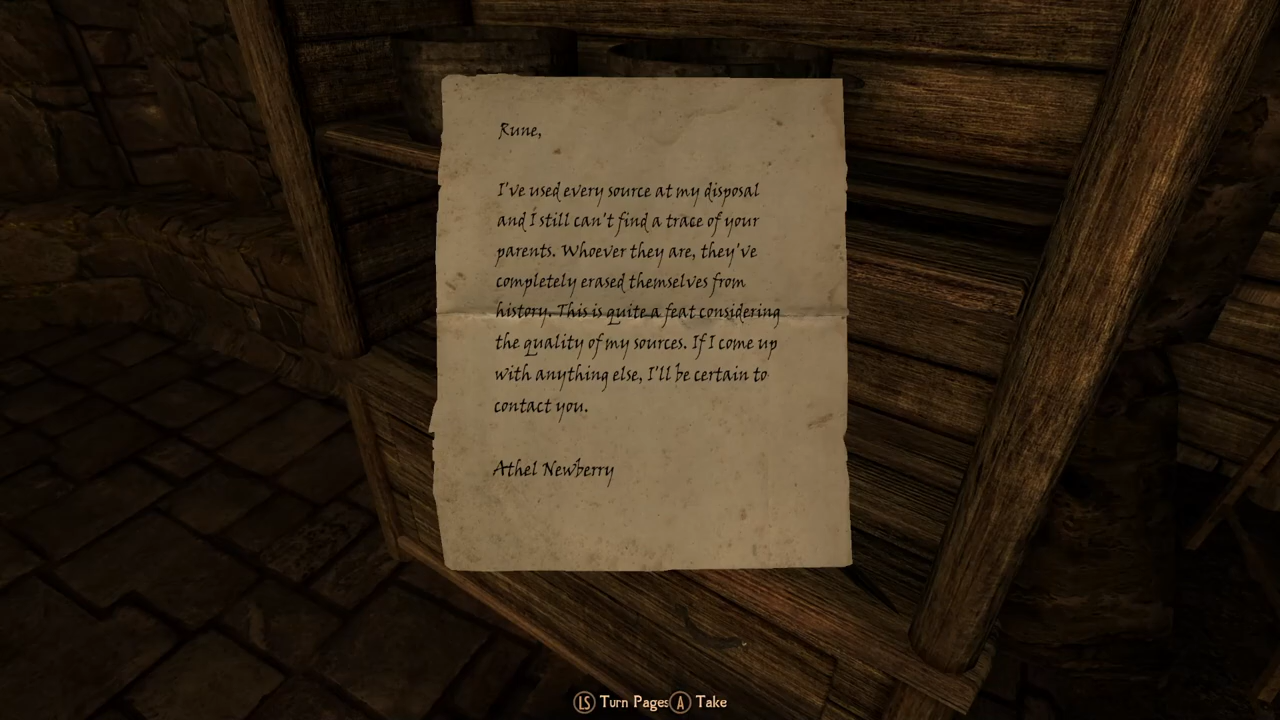 Rune,
I've used every source at my disposal
and I still can't find a trace of your
parents. Whoever they are, they've
completely erased themselves from
history. This is quite a feat considering
the quality of my sources. If I come up
with anything else, I'll be certain to
contact you.
Athel Newberry
LS Turn Pages A Take